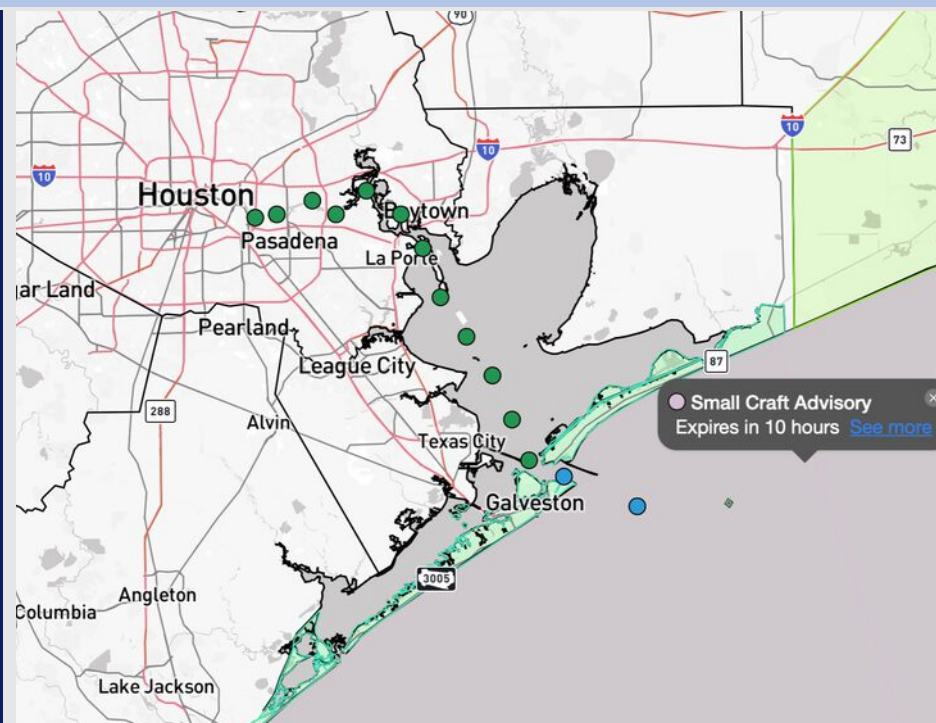 90
10
73
10
10
Houston
Baytown
Pasadena
La Porte
ar Land
Pearland
87
League City
Small Craft Advisory
288
Expires in 10 hours See more
Alvin
Texas City
Galveston
3005
Angleton
Columbia
Lake Jackson